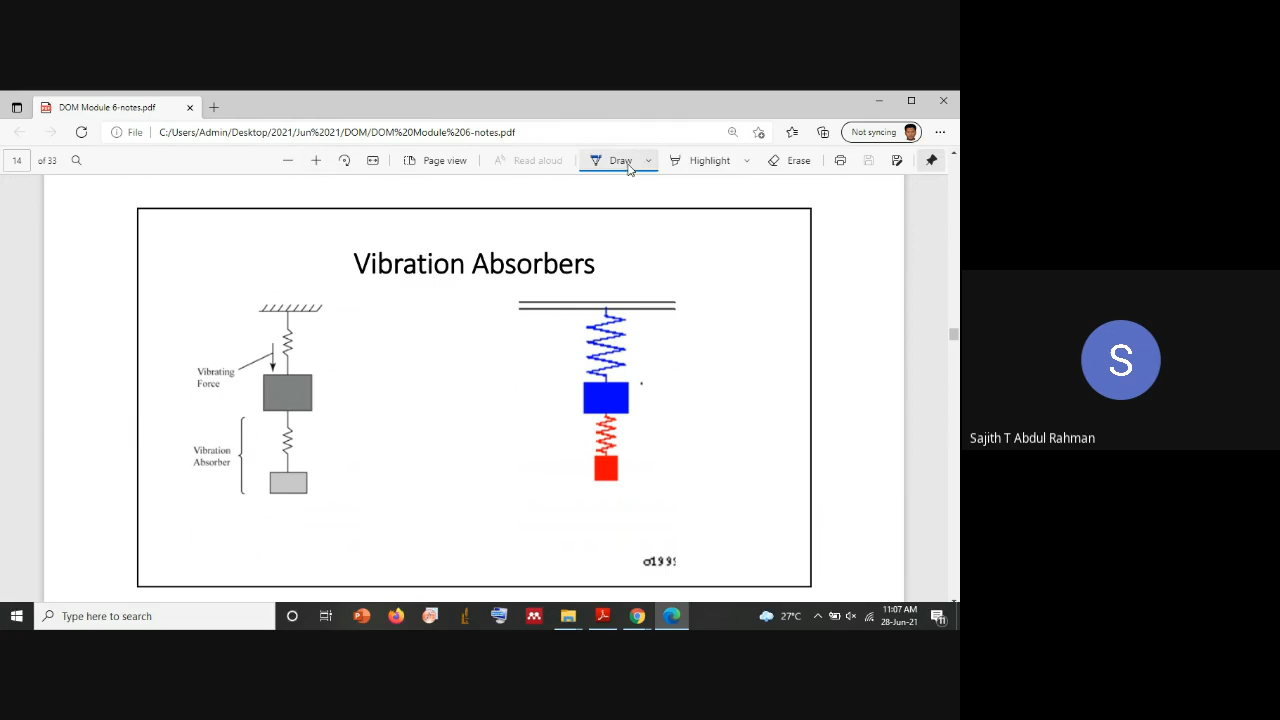 DOM Module 6-notes.pdf
File
C:/Users/Admin/Desktop/2021/Jun%2021/DOM/DOM%20Module%206-notes.pdf
Not syncing
14 of 33
Page view
Read aloud
Draw
Highlight
Erase
Vibration Absorbers
Vibrating
Force
Vibration
Absorber
S
Sajith T Abdul Rahman
Type here to search
27°C
11:07 AM
28-Jun-21